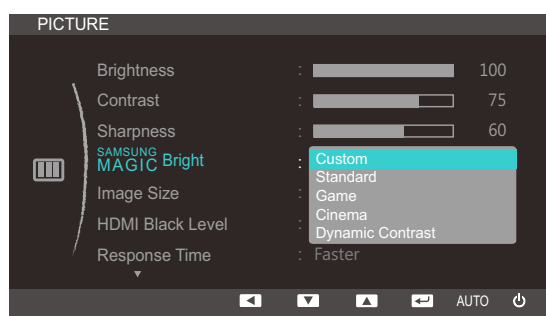 PICTURE
Brightness : 100
Contrast : 75
Sharpness : 60
SAMSUNG
MAGIC Bright : Custom
Standard
Image Size : Game
Cinema
HDMI Black Level : Dynamic Contrast
Response Time : Faster
AUTO